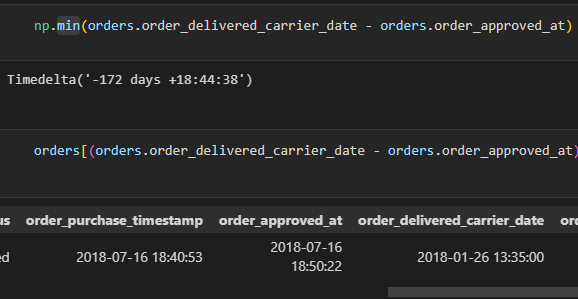 np.min(orders.order_delivered_carrier_date - orders.order_approved_at)
Timedelta('-172 days +18:44:38')
orders[(orders.order_delivered_carrier_date - orders.order_approved_at)
us order_purchase_timestamp order_approved_at order_delivered_carrier_date or
ed 2018-07-16 18:40:53 2018-07-16 18:50:22 2018-01-26 13:35:00